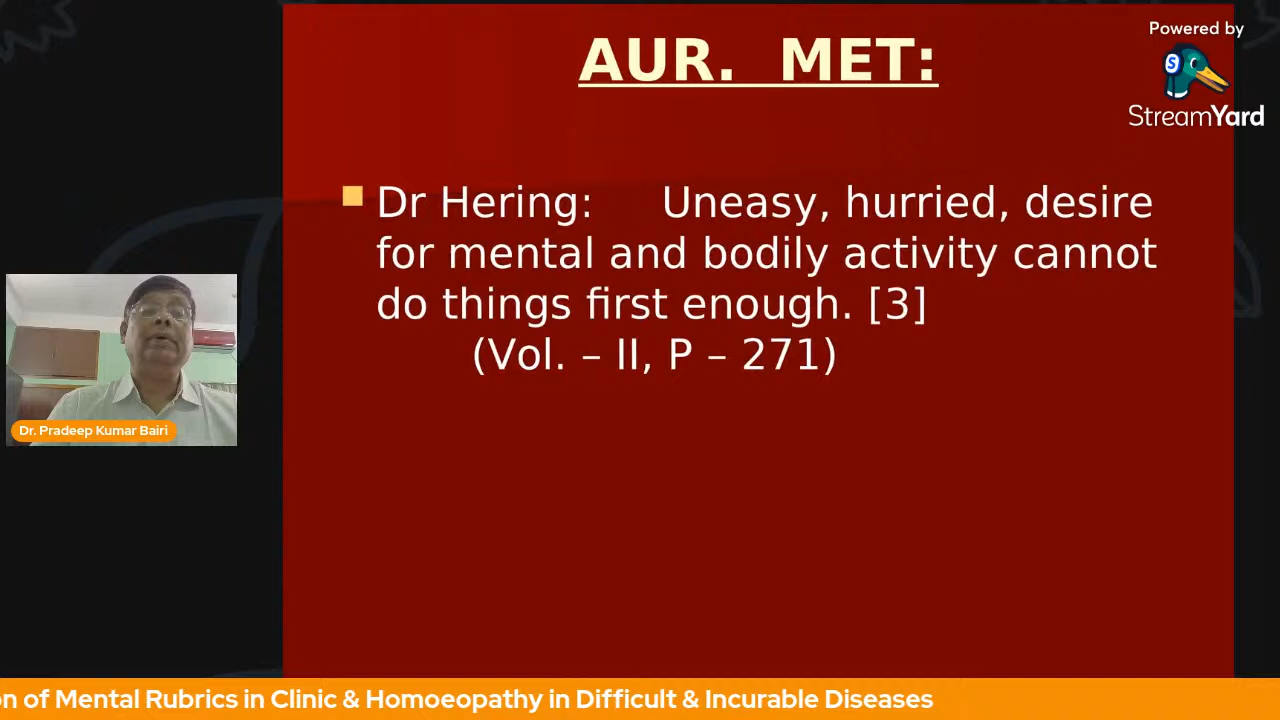 AUR. MET:
Powered by
S
StreamYard
Dr Hering: Uneasy, hurried, desire
for mental and bodily activity cannot
do things first enough. [3]
(Vol. – II, P – 271)
Dr. Pradeep Kumar Bairi
on of Mental Rubrics in Clinic & Homoeopathy in Difficult & Incurable Diseases